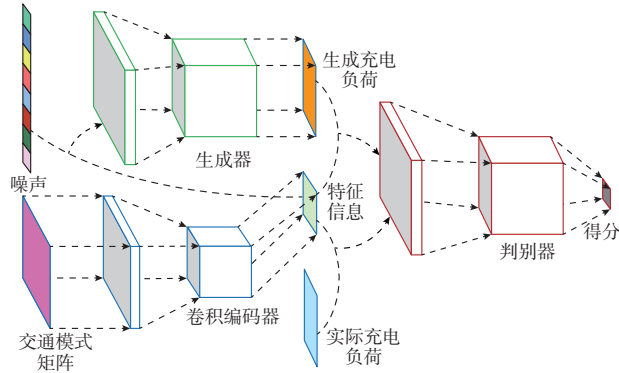 生成充电
负荷
生成器
噪声
特征
信息
判别器
得分
卷积编码器
交通模式
矩阵
实际充电
负荷